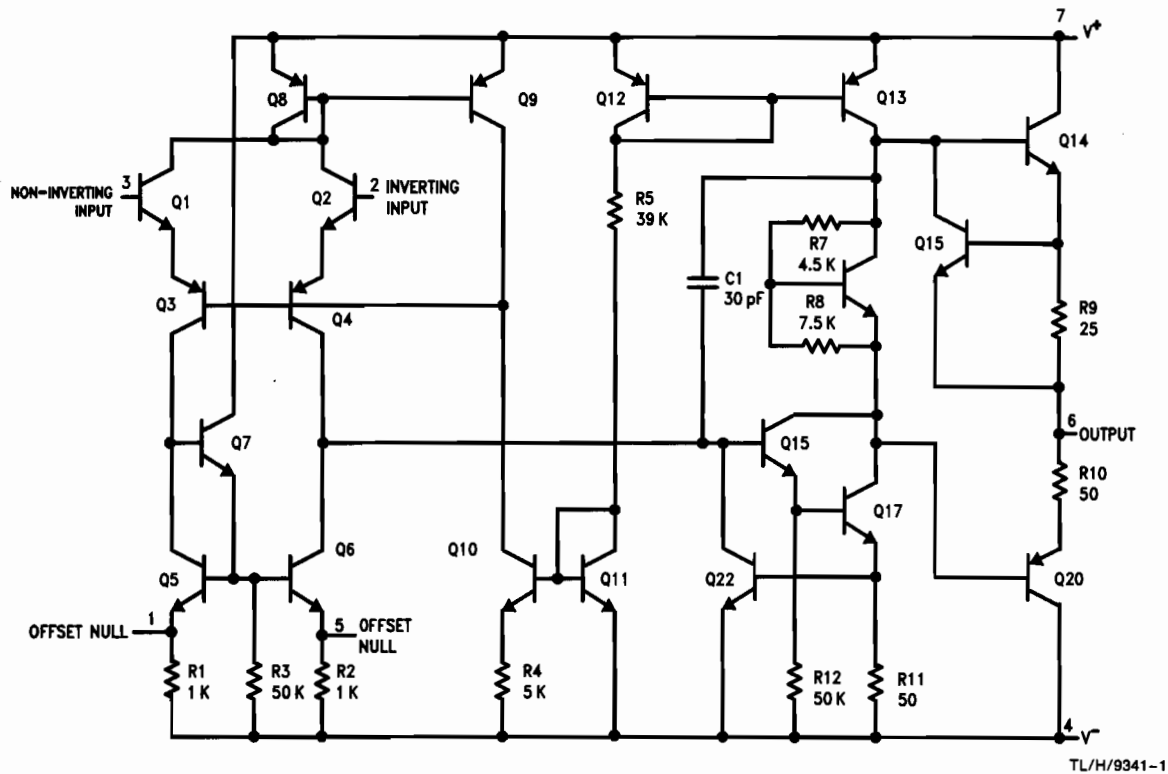 7
V+
Q8
Q9
Q12
Q13
Q14
3
NON-INVERTING
INPUT
Q1
Q2
2 INVERTING
INPUT
R5
39 K
R7
4.5 K
Q15
C1
30 pF
R8
7.5 K
R9
25
Q3
Q4
Q7
Q15
6
OUTPUT
R10
50
Q17
Q5
Q6
Q10
Q11
Q22
Q20
1
OFFSET NULL
5
OFFSET
NULL
R1
1 K
R3
50 K
R2
1 K
R4
5 K
R12
50 K
R11
50
4
V-
TL/H/9341-1